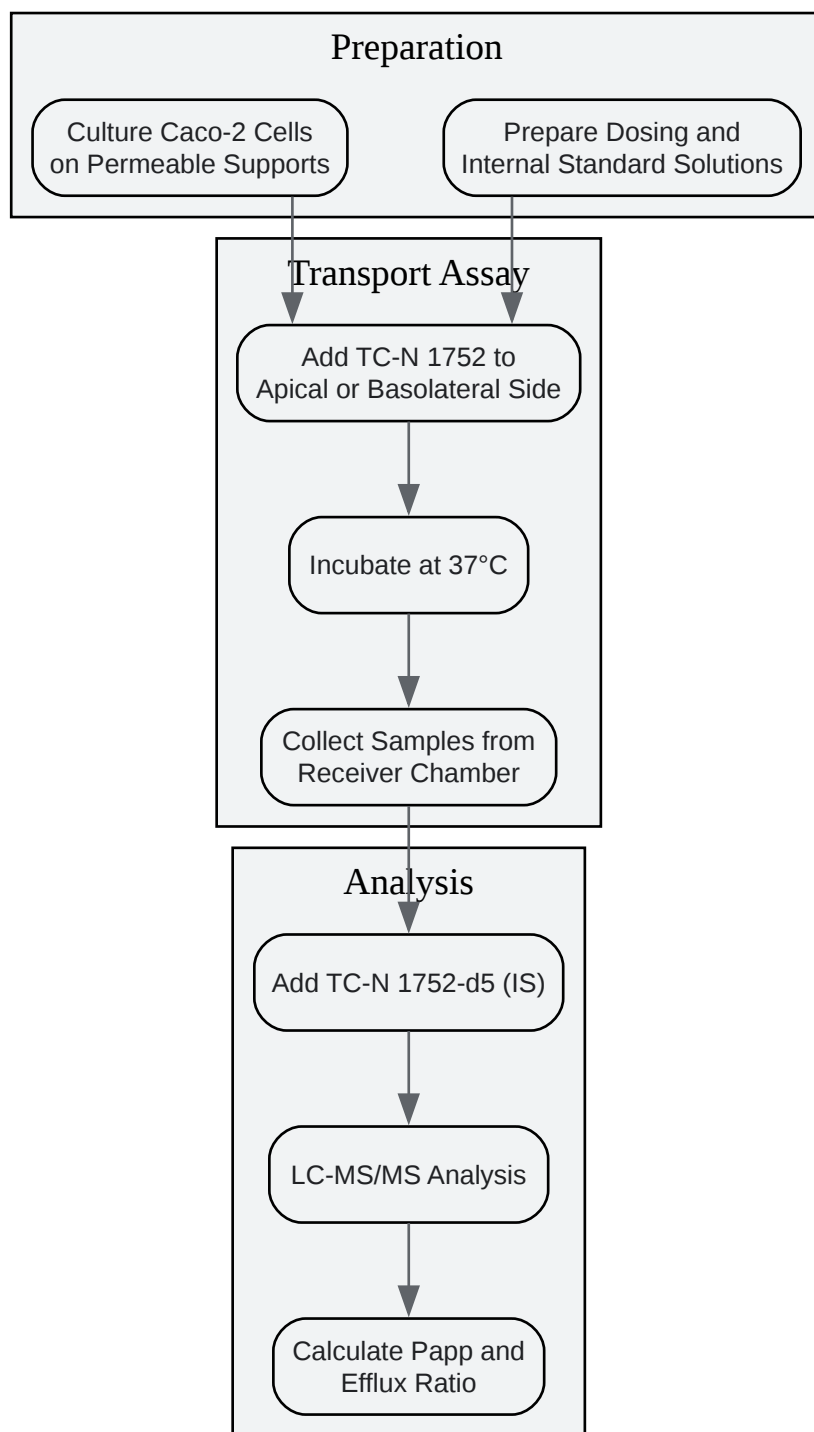 Preparation
Culture Caco-2 Cells
on Permeable Supports
Prepare Dosing and
Internal Standard Solutions
Transport Assay
Add TC-N 1752 to
Apical or Basolateral Side
Incubate at 37°C
Collect Samples from
Receiver Chamber
Analysis
Add TC-N 1752-d5 (IS)
LC-MS/MS Analysis
Calculate Papp and
Efflux Ratio